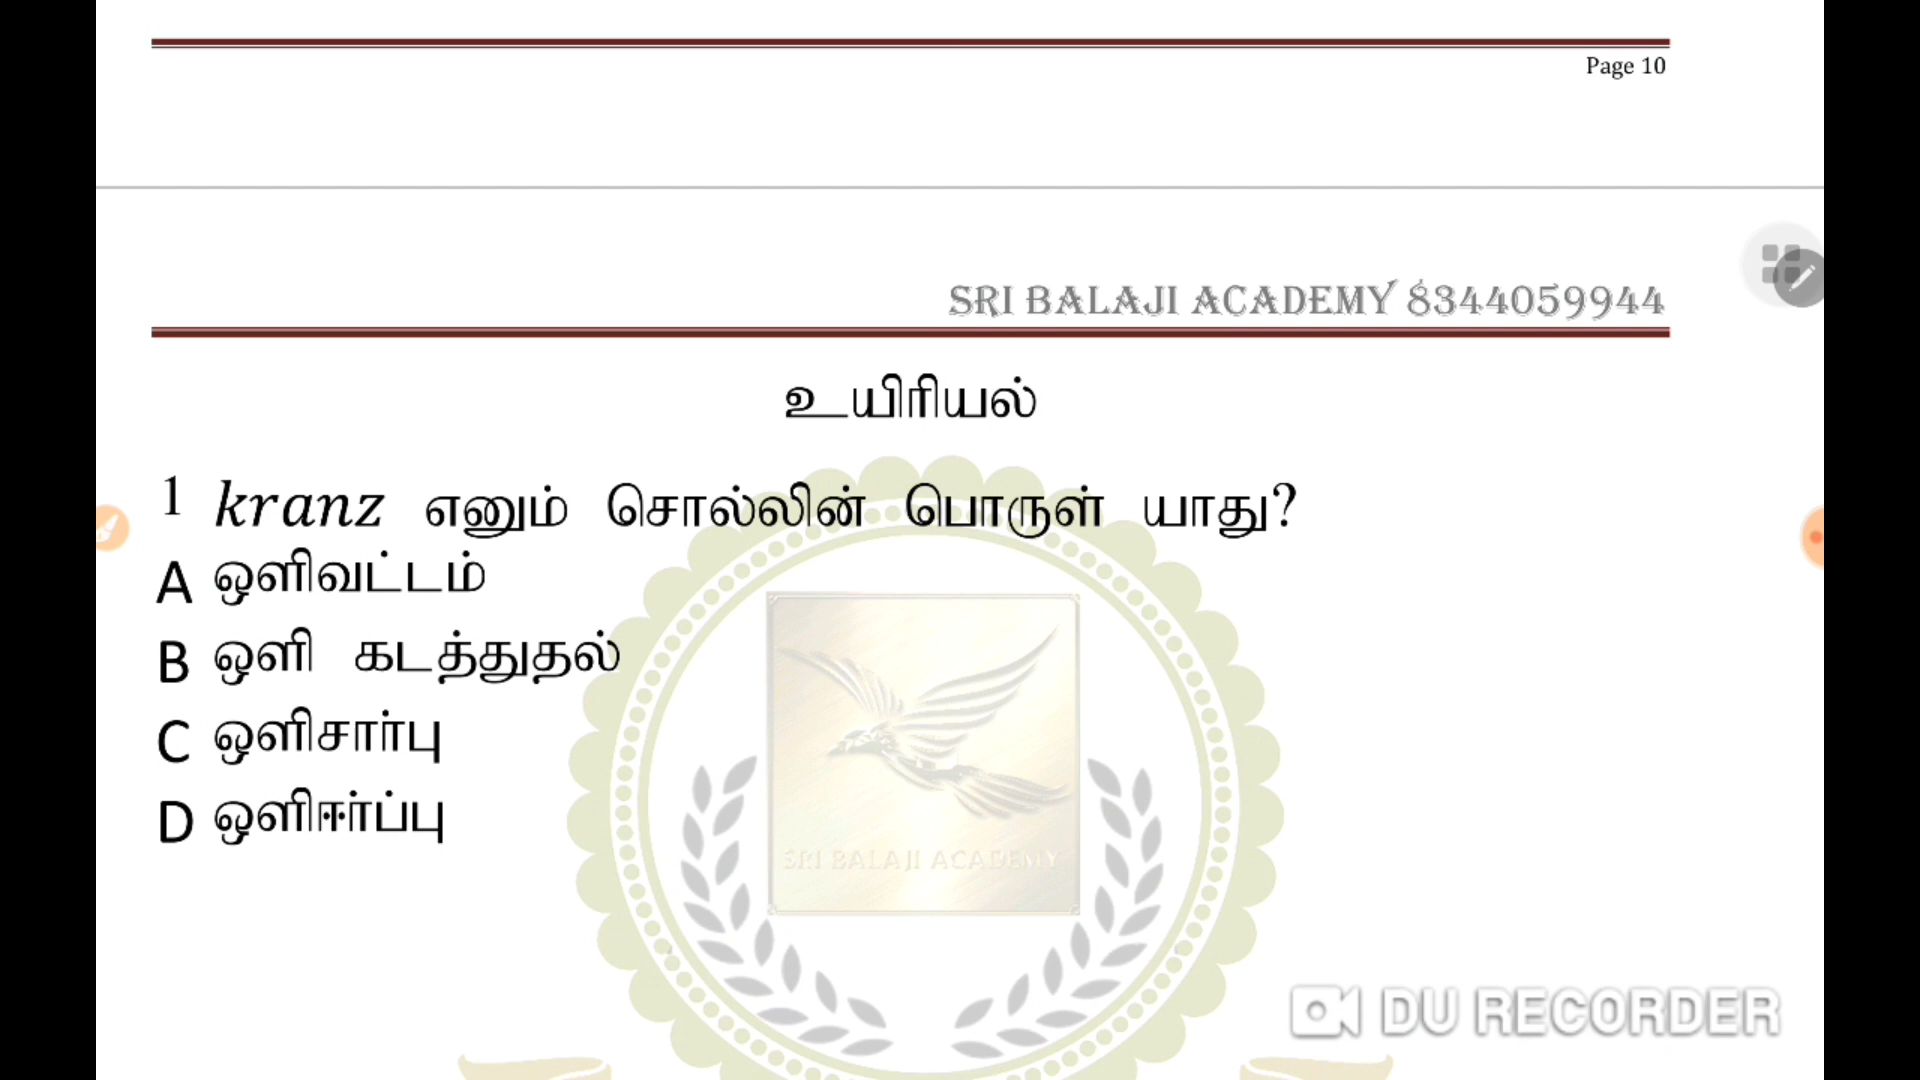 Page 10
SRI BALAJI ACADEMY 8344059944
உயிரியல்
1 kranz எனும் சொல்லின் பொருள் யாது?
A ஒளிவட்டம்
B ஒளி கடத்துதல்
C ஒளிசார்பு
D ஒளிஈர்ப்பு
SRI BALAJI ACADEMY
DU RECORDER